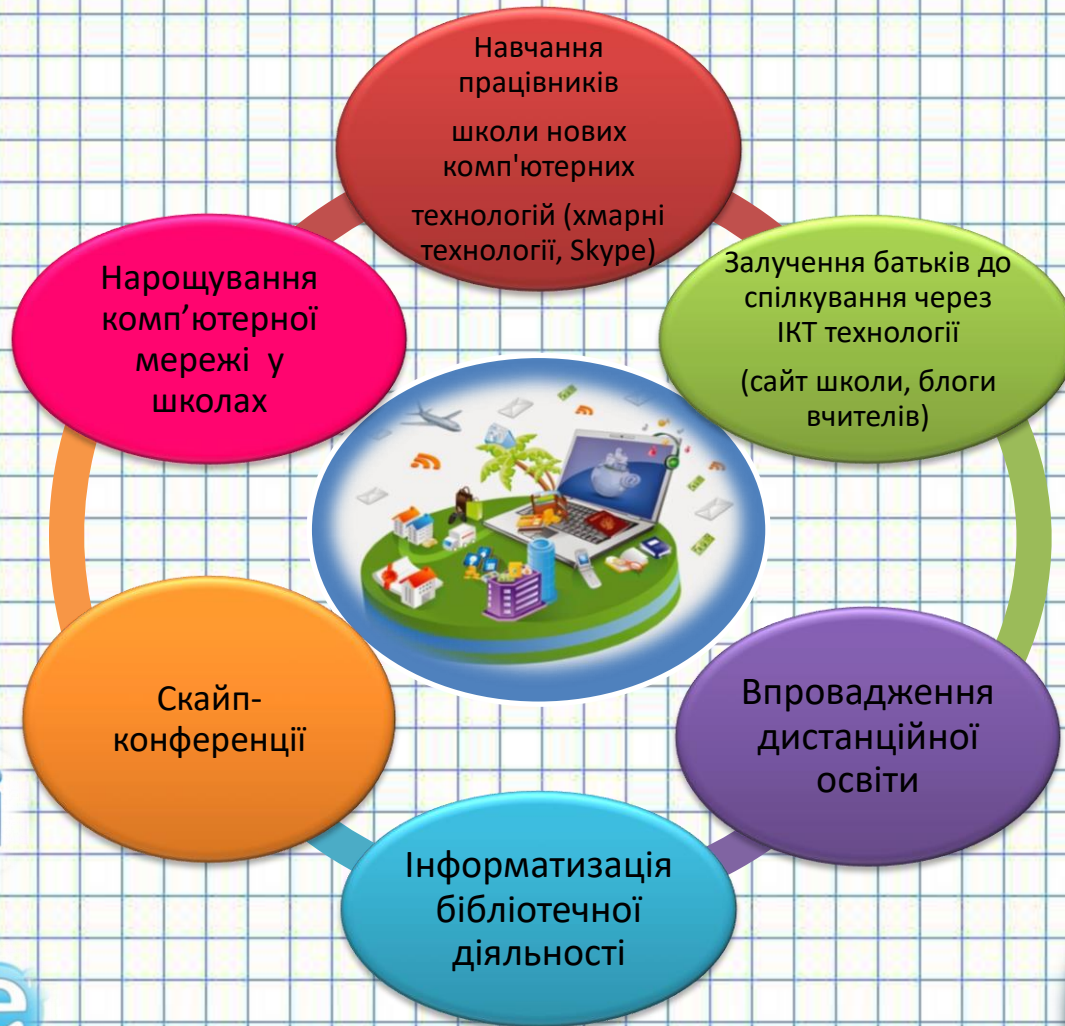 Навчання
працівників
школи нових
комп'ютерних
технологій (хмарні
технології, Skype)
Залучення батьків до
спілкування через
ІКТ технології
(сайт школи, блоги
вчителів)
Впровадження
дистанційної
освіти
Інформатизація
бібліотечної
діяльності
Скайп-
конференції
Нарощування
комп’ютерної
мережі у
школах